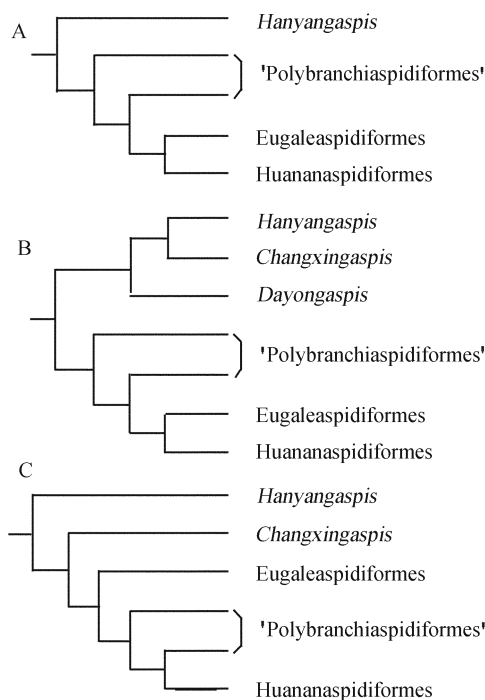 A
Hanyangaspis
'Polybranchiaspidiformes'
Eugaleaspidiformes
Huananaspidiformes
B
Hanyangaspis
Changxingaspis
Dayongaspis
'Polybranchiaspidiformes'
Eugaleaspidiformes
Huananaspidiformes
C
Hanyangaspis
Changxingaspis
Eugaleaspidiformes
'Polybranchiaspidiformes'
Huananaspidiformes